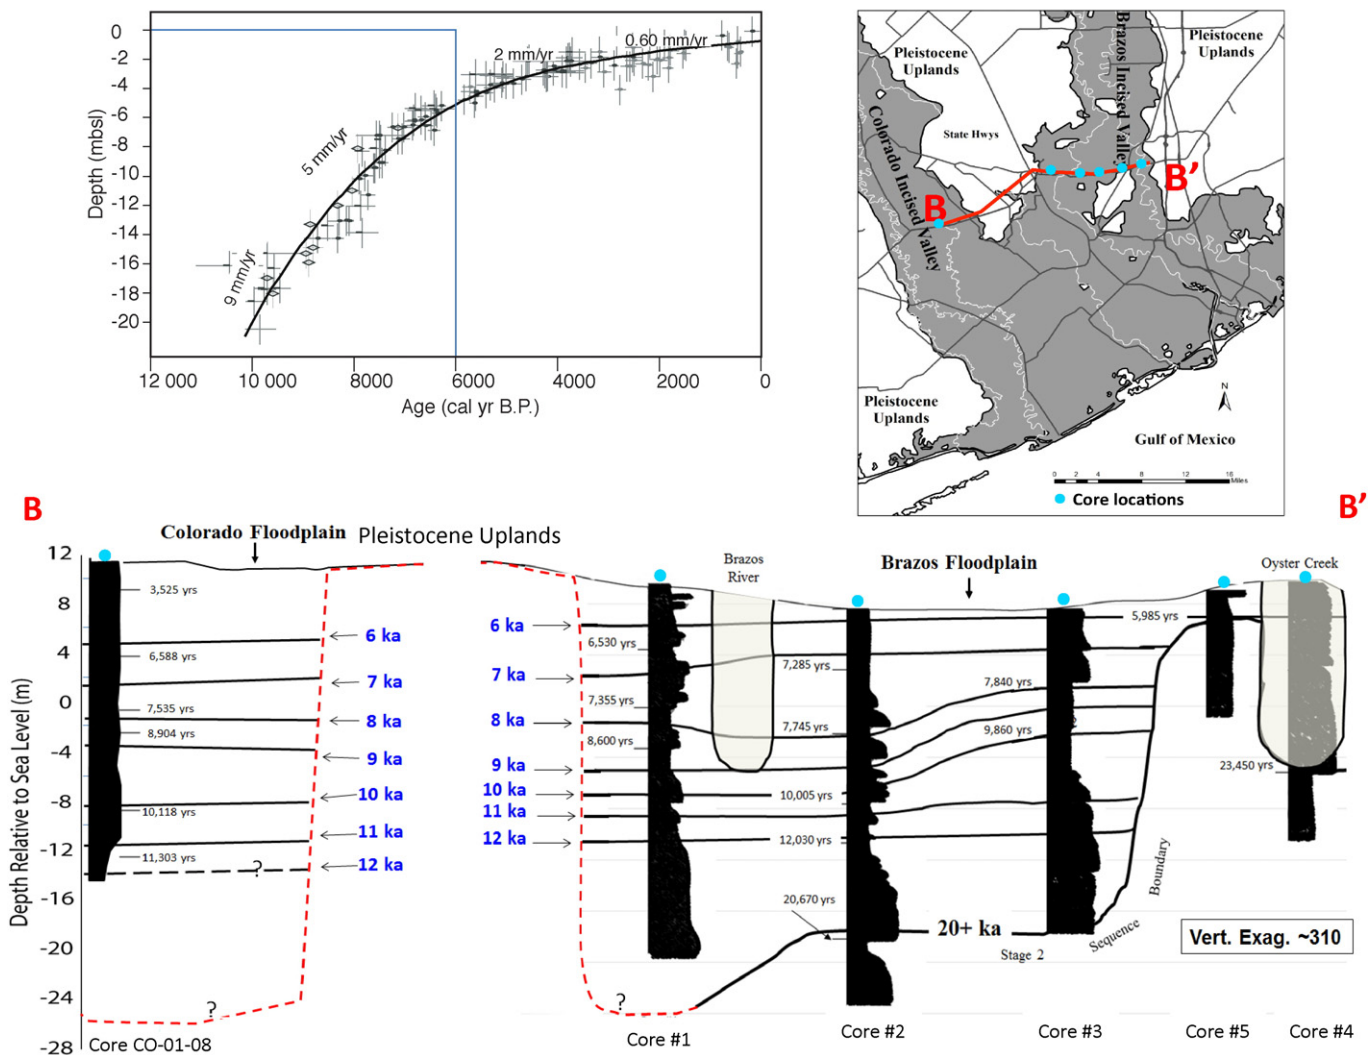 0
-2
-4
-6
-8
-10
-12
-14
-16
-18
-20
Depth (mbsl)
9 mm/yr
5 mm/yr
2 mm/yr
0.60 mm/yr
12 000
10 000
8000
6000
4000
2000
0
Age (cal yr B.P.)
Pleistocene
Uplands
Brazos Incised Valley
Pleistocene
Uplands
State Hwys
Colorado Incised Valley
B
B’
Pleistocene
Uplands
N
Gulf of Mexico
0 2 4 8 12 16
Miles
Core locations
B
B’
Colorado Floodplain
Pleistocene Uplands
Brazos
River
Brazos Floodplain
Oyster Creek
12
8
4
0
-4
-8
-12
-16
-20
-24
-28
Depth Relative to Sea Level (m)
3,525 yrs
6,588 yrs
7,535 yrs
8,904 yrs
10,118 yrs
11,303 yrs
?
?
6 ka
7 ka
8 ka
9 ka
10 ka
11 ka
12 ka
6 ka
7 ka
8 ka
9 ka
10 ka
11 ka
12 ka
6,530 yrs
7,355 yrs
8,600 yrs
?
7,285 yrs
7,745 yrs
10,005 yrs
12,030 yrs
20,670 yrs
5,985 yrs
7,840 yrs
9,860 yrs
23,450 yrs
20+ ka
Stage 2
Sequence Boundary
Vert. Exag. ~310
Core CO-01-08
Core #1
Core #2
Core #3
Core #5
Core #4